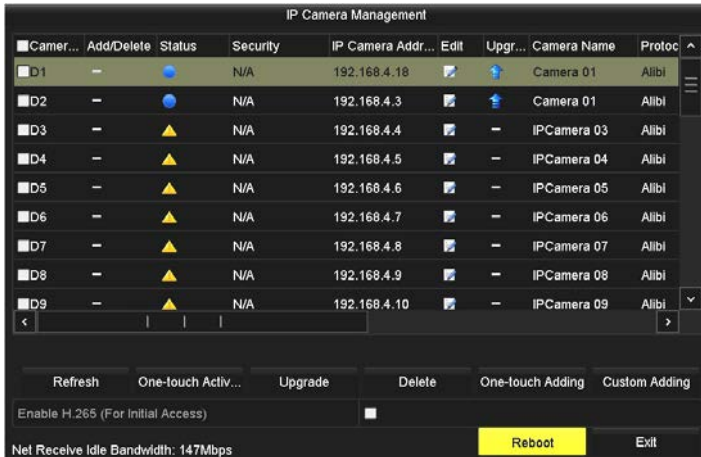 IP Camera Management
Camer... Add/Delete Status Security IP Camera Addr... Edit Upgr... Camera Name Protoc
D1 – N/A 192.168.4.18 Camera 01 Alibi
D2 – N/A 192.168.4.3 Camera 01 Alibi
D3 – N/A 192.168.4.4 – IPCamera 03 Alibi
D4 – N/A 192.168.4.5 – IPCamera 04 Alibi
D5 – N/A 192.168.4.6 – IPCamera 05 Alibi
D6 – N/A 192.168.4.7 – IPCamera 06 Alibi
D7 – N/A 192.168.4.8 – IPCamera 07 Alibi
D8 – N/A 192.168.4.9 – IPCamera 08 Alibi
D9 – N/A 192.168.4.10 – IPCamera 09 Alibi
Refresh One-touch Activ... Upgrade Delete One-touch Adding Custom Adding
Enable H.265 (For Initial Access)
Net Receive Idle Bandwidth: 147Mbps Reboot Exit